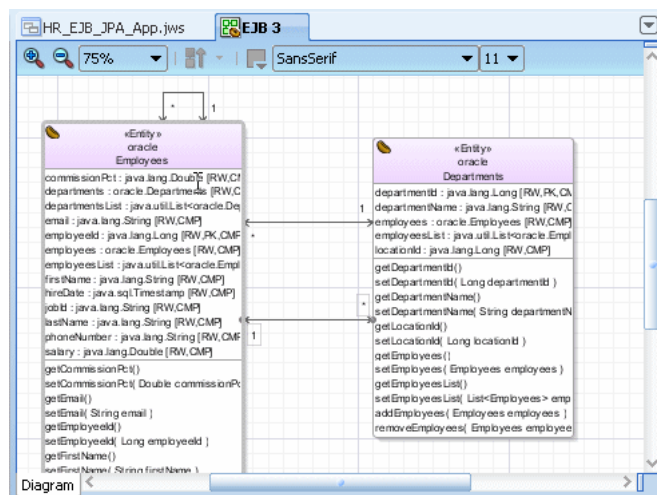 HR_EJB_JPA_App.jws
EJB 3
75%
SansSerif
11
*
1
«Entity»
oracle
Employees
commissionPct : java.lang.Double [RW,CM
departments : oracle.Departments [RW,C
departmentsList : java.util.List<oracle.De
email : java.lang.String [RW,CMP]
employeeId : java.lang.Long [RW,PK,CMP
employees : oracle.Employees [RW,CMP]
employeesList : java.util.List<oracle.Empl
firstName : java.lang.String [RW,CMP]
hireDate : java.sql.Timestamp [RW,CMP]
jobId : java.lang.String [RW,CMP]
lastName : java.lang.String [RW,CMP]
phoneNumber : java.lang.String [RW,CMF
salary : java.lang.Double [RW,CMP]
getCommissionPct()
setCommissionPct( Double commissionPc
getEmail()
setEmail( String email )
getEmployeeId()
setEmployeeId( Long employeeId )
getFirstName()
setFirstName( String firstName )
1
*
*
1
«Entity»
oracle
Departments
departmentId : java.lang.Long [RW,PK,CM
departmentName : java.lang.String [RW,C
employees : oracle.Employees [RW,CMP]
employeesList : java.util.List<oracle.Empl
locationId : java.lang.Long [RW,CMP]
getDepartmentId()
setDepartmentId( Long departmentId )
getDepartmentName()
setDepartmentName( String departmentN
getLocationId()
setLocationId( Long locationId )
getEmployees()
setEmployees( Employees employees )
getEmployeesList()
setEmployeesList( List<Employees> emp
addEmployees( Employees employees )
removeEmployees( Employees employee
Diagram